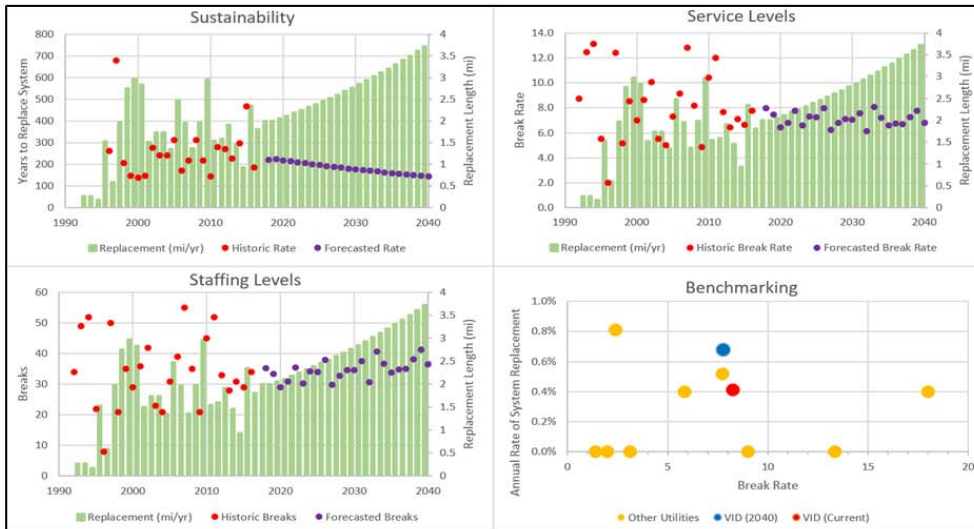 Sustainability
Years to Replace System
800
700
600
500
400
300
200
100
0
4
3.5
3
2.5
2
1.5
1
0.5
0
Replacement Length (mi)
1990 2000 2010 2020 2030 2040
Replacement (mi/yr) Historic Rate Forecasted Rate
Service Levels
Break Rate
14.0
12.0
10.0
8.0
6.0
4.0
2.0
0.0
4
3.5
3
2.5
2
1.5
1
0.5
0
Replacement Length (mi)
1990 2000 2010 2020 2030 2040
Replacement (mi/yr) Historic Break Rate Forecasted Break Rate
Staffing Levels
Breaks
60
50
40
30
20
10
0
4
3.5
3
2.5
2
1.5
1
0.5
0
Replacement Length (mi)
1990 2000 2010 2020 2030 2040
Replacement (mi/yr) Historic Breaks Forecasted Breaks
Benchmarking
Annual Rate of System Replacement
1.0%
0.8%
0.6%
0.4%
0.2%
0.0%
0 5 10 15 20
Break Rate
Other Utilities VID (2040) VID (Current)